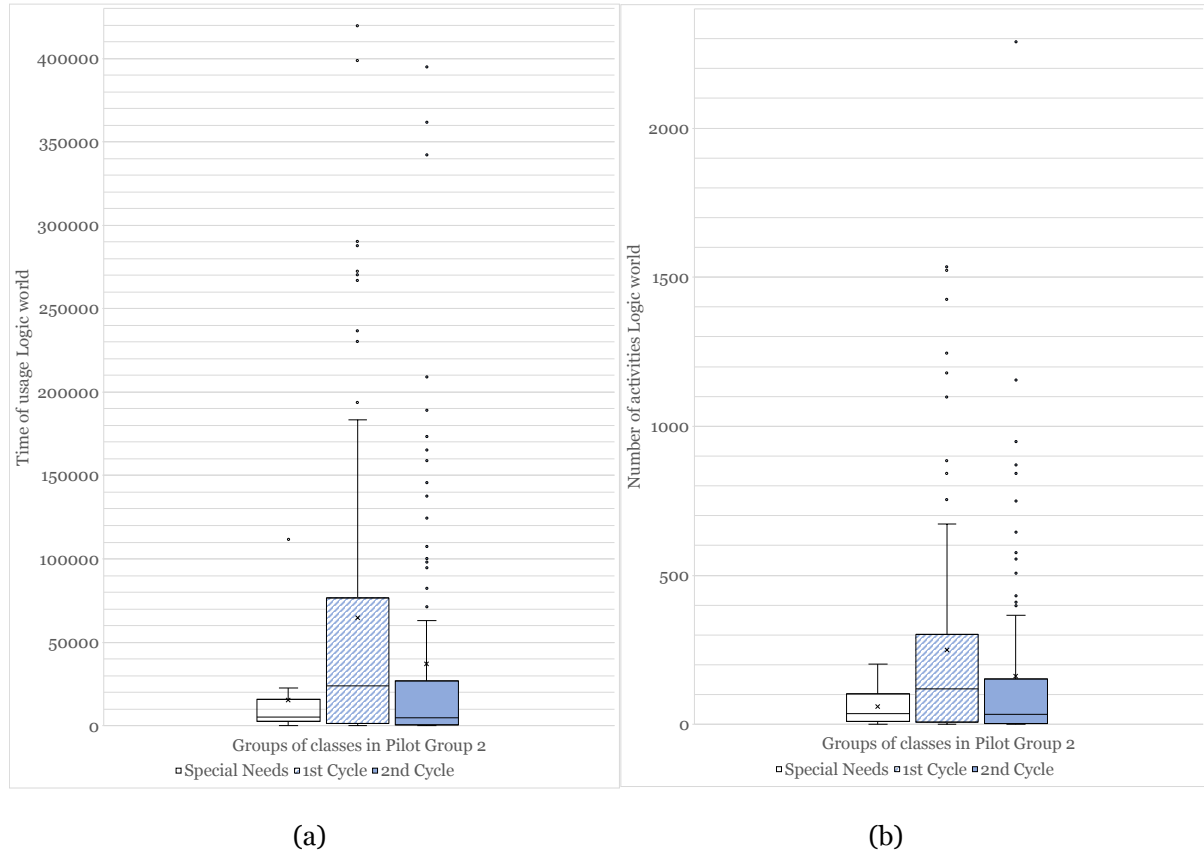 400000
350000
300000
250000
200000
150000
100000
50000
0
Time of usage Logic world
Groups of classes in Pilot Group 2
Special Needs 1st Cycle 2nd Cycle
(a)
2000
1500
1000
500
0
Number of activities Logic world
Groups of classes in Pilot Group 2
Special Needs 1st Cycle 2nd Cycle
(b)